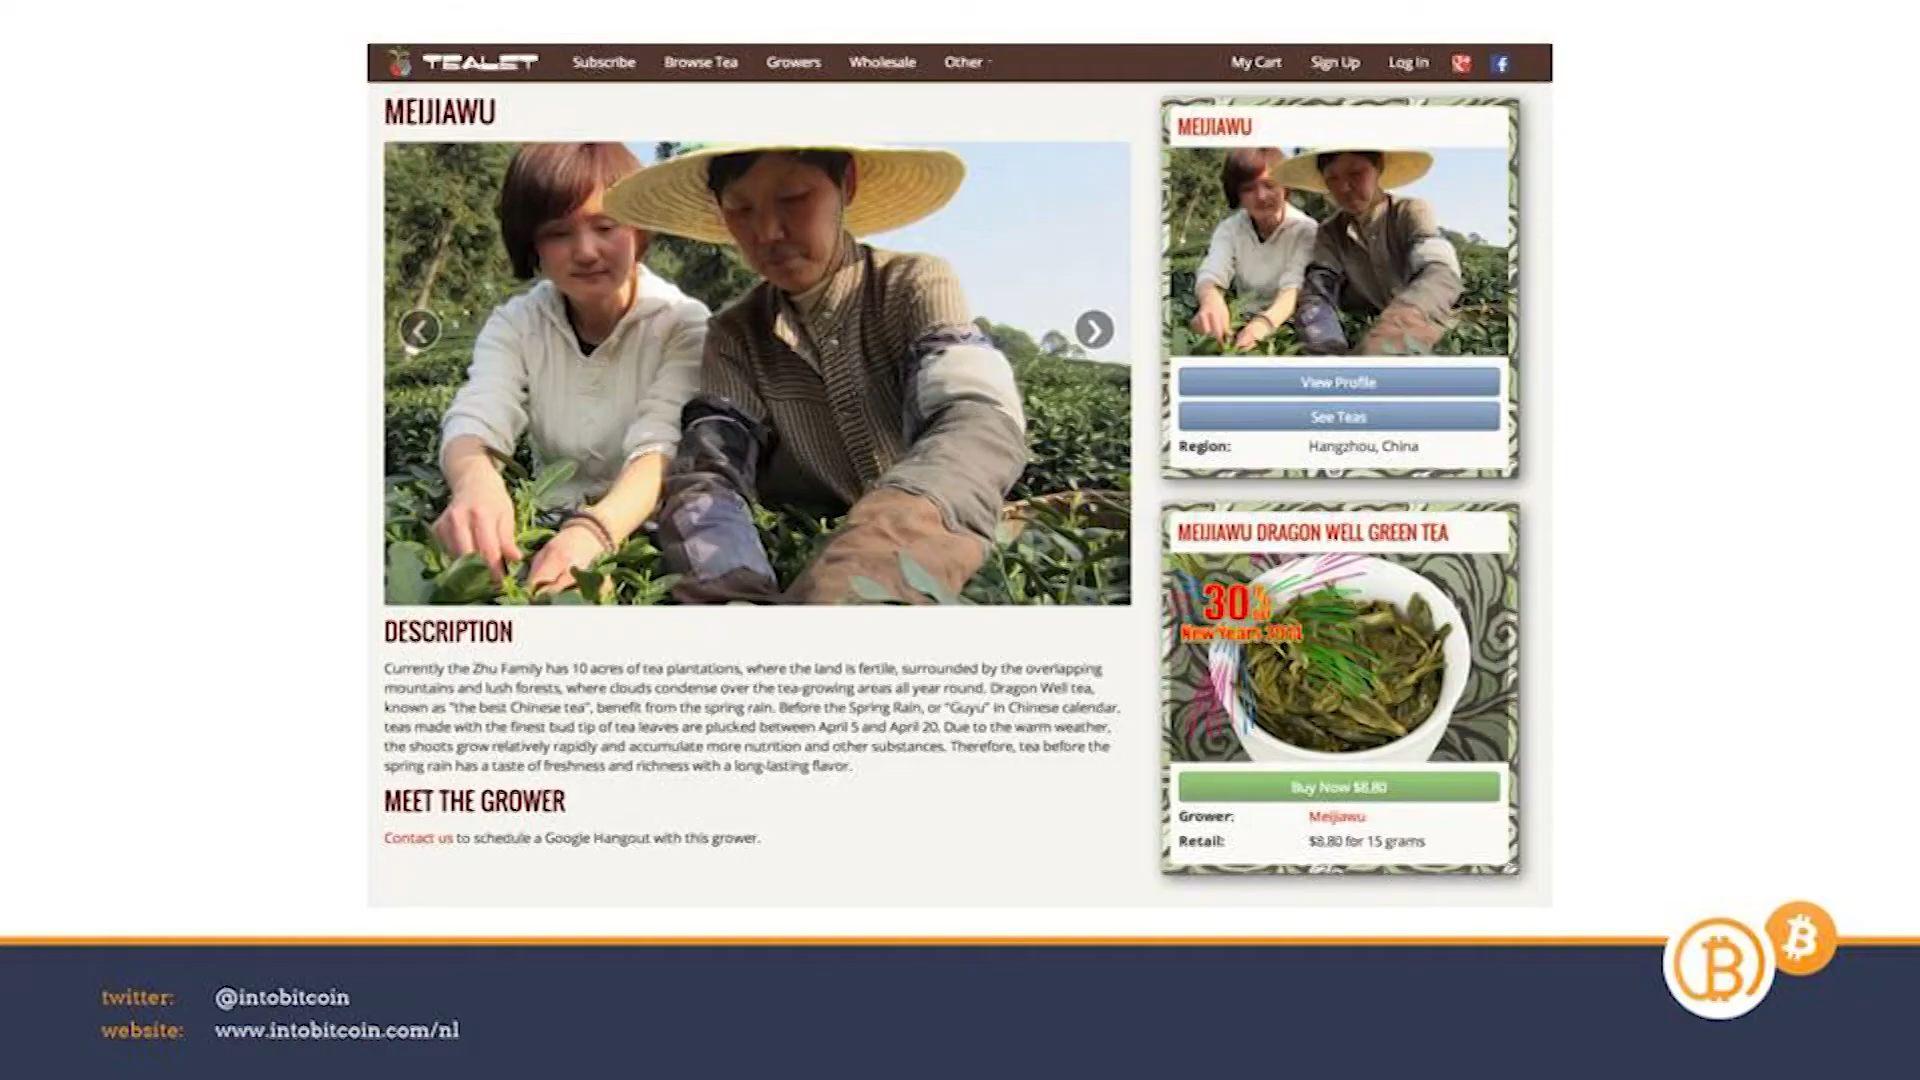 TEALET Subscribe Browse Tea Growers Wholesale Other My Cart Sign Up Log In
MEIJIAWU
DESCRIPTION
Currently the Zhu Family has 10 acres of tea plantations, where the land is fertile, surrounded by the overlapping
mountains and lush forests, where clouds condense over the tea-growing areas all year round. Dragon Well tea,
known as "the best Chinese tea", benefit from the spring rain. Before the Spring Rain, or "Guyu" in Chinese calendar,
teas made with the finest bud tip of tea leaves are plucked between April 5 and April 20. Due to the warm weather,
the shoots grow relatively rapidly and accumulate more nutrition and other substances. Therefore, tea before the
spring rain has a taste of freshness and richness with a long-lasting flavor.
MEET THE GROWER
Contact us to schedule a Google Hangout with this grower.
MEIJIAWU
View Profile
See Teas
Region: Hangzhou, China
MEIJIAWU DRAGON WELL GREEN TEA
New Years
Buy Now $8.80
Grower: Meijiawu
Retail: $8.80 for 15 grams
twitter: @intobitcoin
website: www.intobitcoin.com/nl